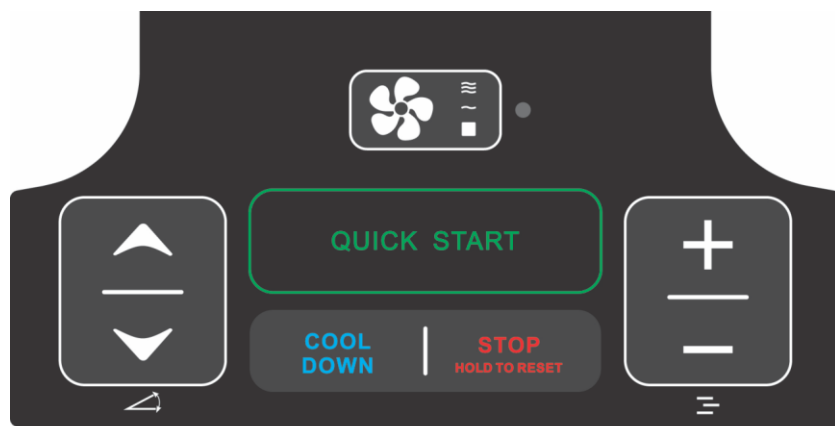 QUICK START
COOL
DOWN
STOP
HOLD TO RESET